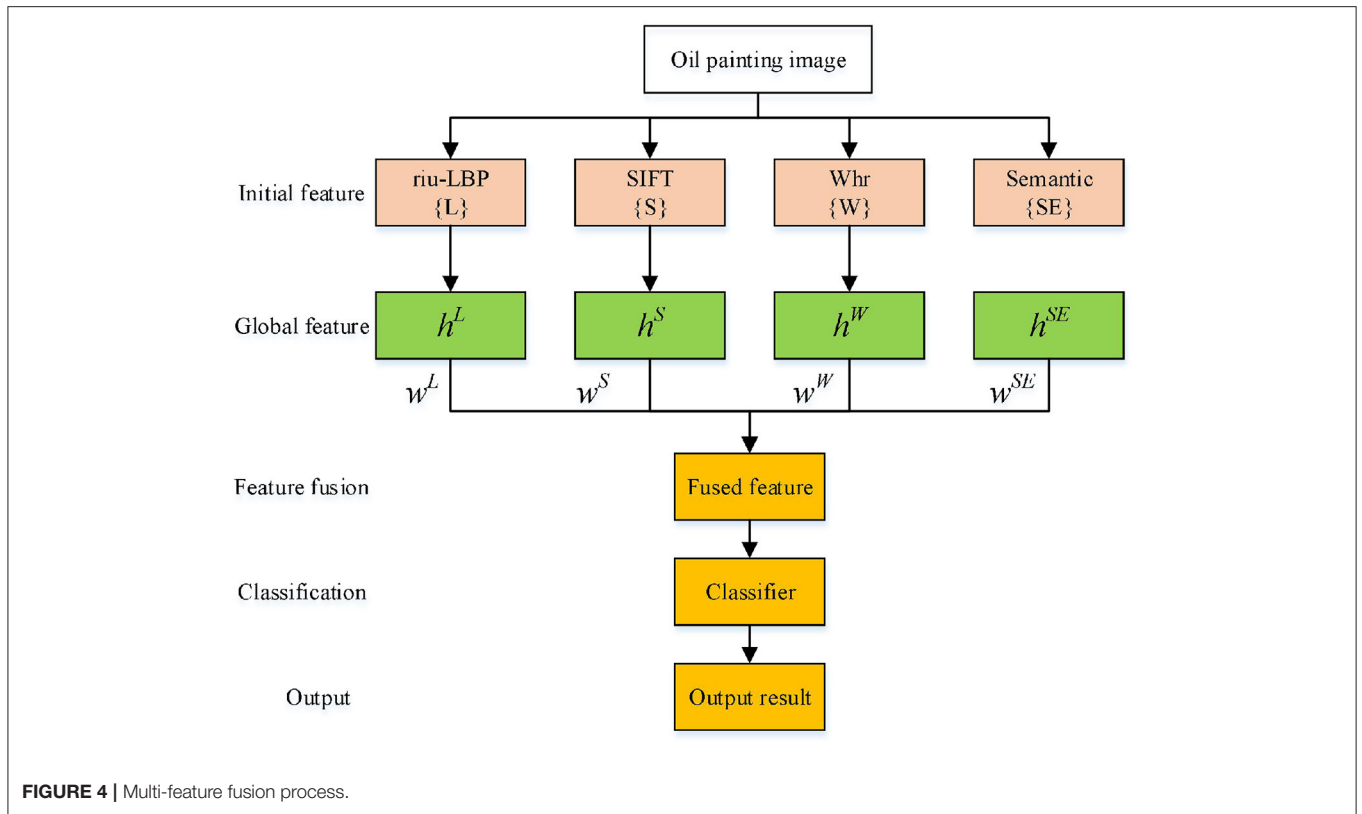 Oil painting image
Initial feature
riu-LBP
{L}
SIFT
{S}
Whr
{W}
Semantic
{SE}
Global feature
h^L
h^S
h^W
h^SE
w^L
w^S
w^W
w^SE
Feature fusion
Fused feature
Classification
Classifier
Output
Output result
FIGURE 4 | Multi-feature fusion process.